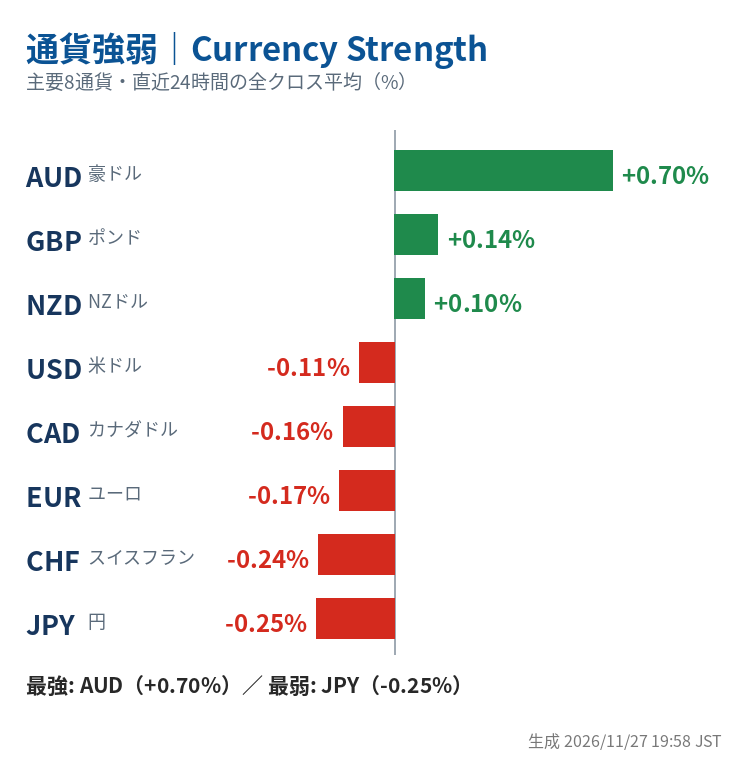 通貨強弱｜Currency Strength
主要8通貨・直近24時間の全クロス平均（%）
AUD 豪ドル +0.70%
GBP ポンド +0.14%
NZD NZドル +0.10%
USD 米ドル -0.11%
CAD カナダドル -0.16%
EUR ユーロ -0.17%
CHF スイスフラン -0.24%
JPY 円 -0.25%
最強: AUD（+0.70%）／ 最弱: JPY（-0.25%）
生成 2026/11/27 19:58 JST